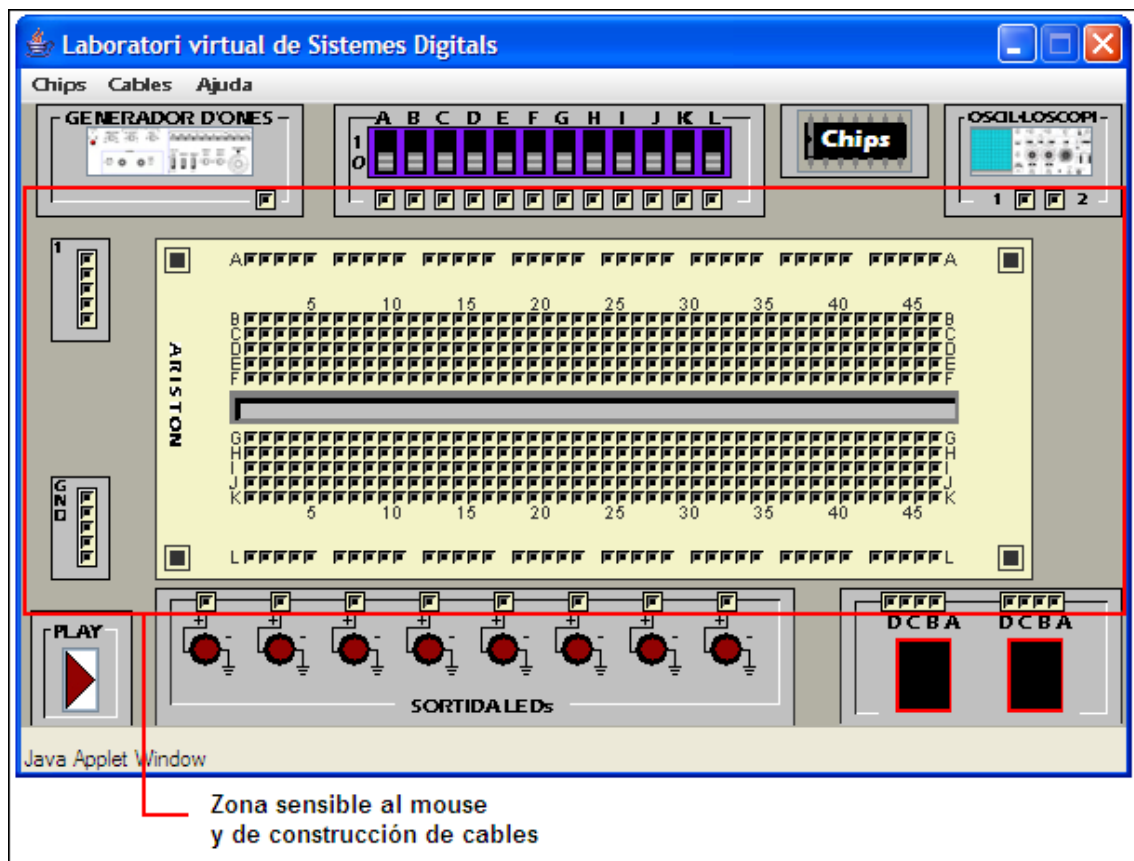 Laboratori virtual de Sistemes Digitals
Chips Cables Ajuda
GENERADOR D'ONES
A B C D E F G H I J K L
1
0
Chips
OSCIL·LOSCOPI
1 2
1
A A
5 10 15 20 25 30 35 40 45
B B
C C
D D
E E
F F
ARISTON
G G
H H
I I
J J
K K
5 10 15 20 25 30 35 40 45
GND
L L
PLAY
+ - + - + - + - + - + - + - + -
SORTIDA LEDs
D C B A D C B A
Java Applet Window
Zona sensible al mouse
y de construcción de cables